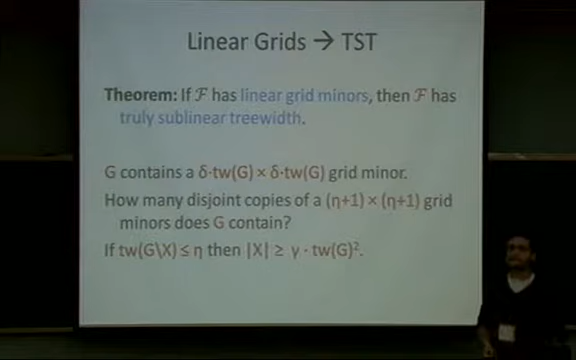 Linear Grids → TST
Theorem: If ℱ has linear grid minors, then ℱ has
truly sublinear treewidth.
G contains a δ·tw(G) × δ·tw(G) grid minor.
How many disjoint copies of a (η+1) × (η+1) grid
minors does G contain?
If tw(G\X) ≤ η then |X| ≥ γ · tw(G)².